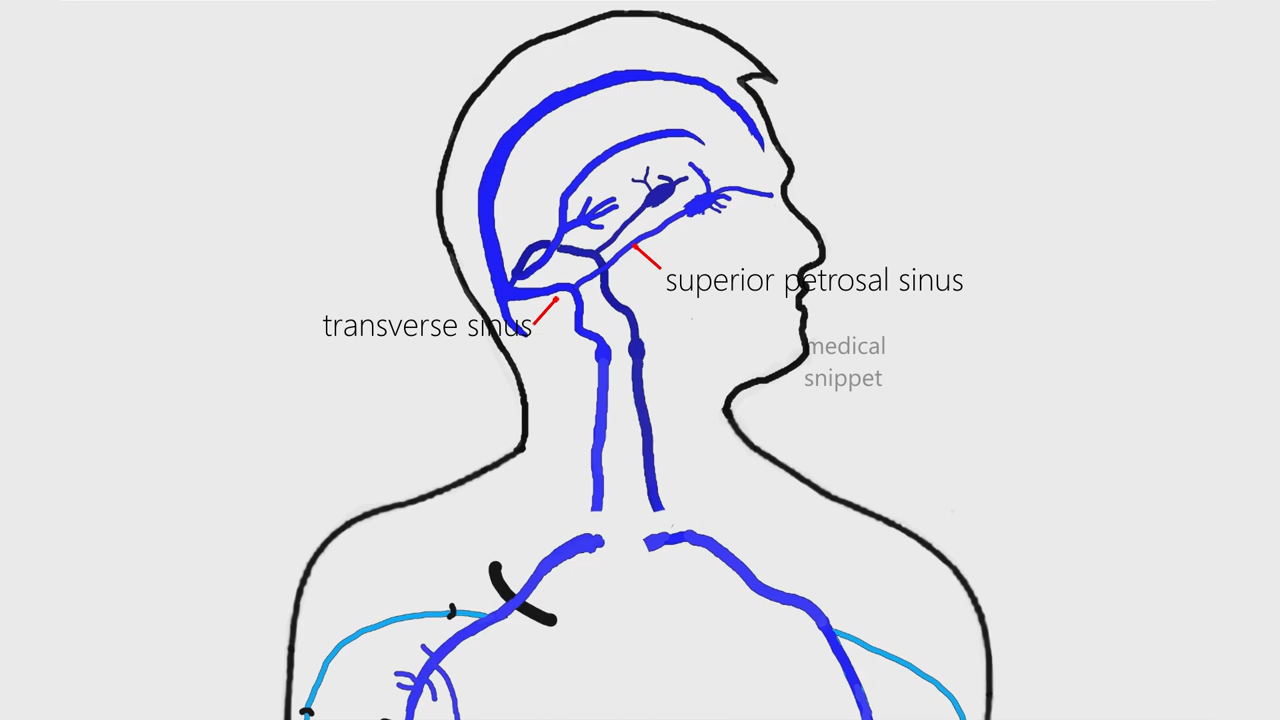 superior petrosal sinus
transverse sinus
medical
snippet